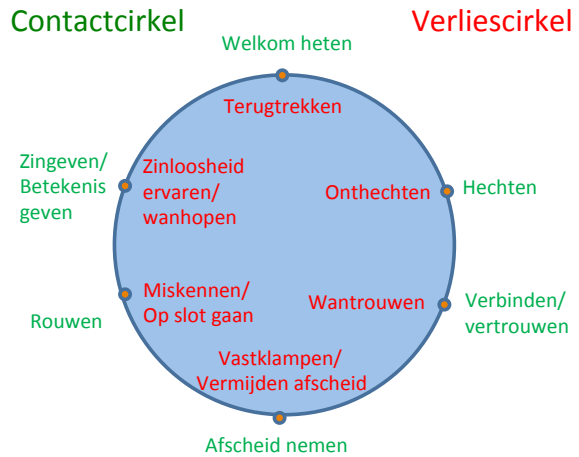 Contactcirkel
Verliescirkel
Welkom heten
Terugtrekken
Zingeven/
Betekenis
geven
Zinloosheid
ervaren/
wanhopen
Onthechten
Hechten
Miskennen/
Op slot gaan
Wantrouwen
Verbinden/
vertrouwen
Rouwen
Vastklampen/
Vermijden afscheid
Afscheid nemen